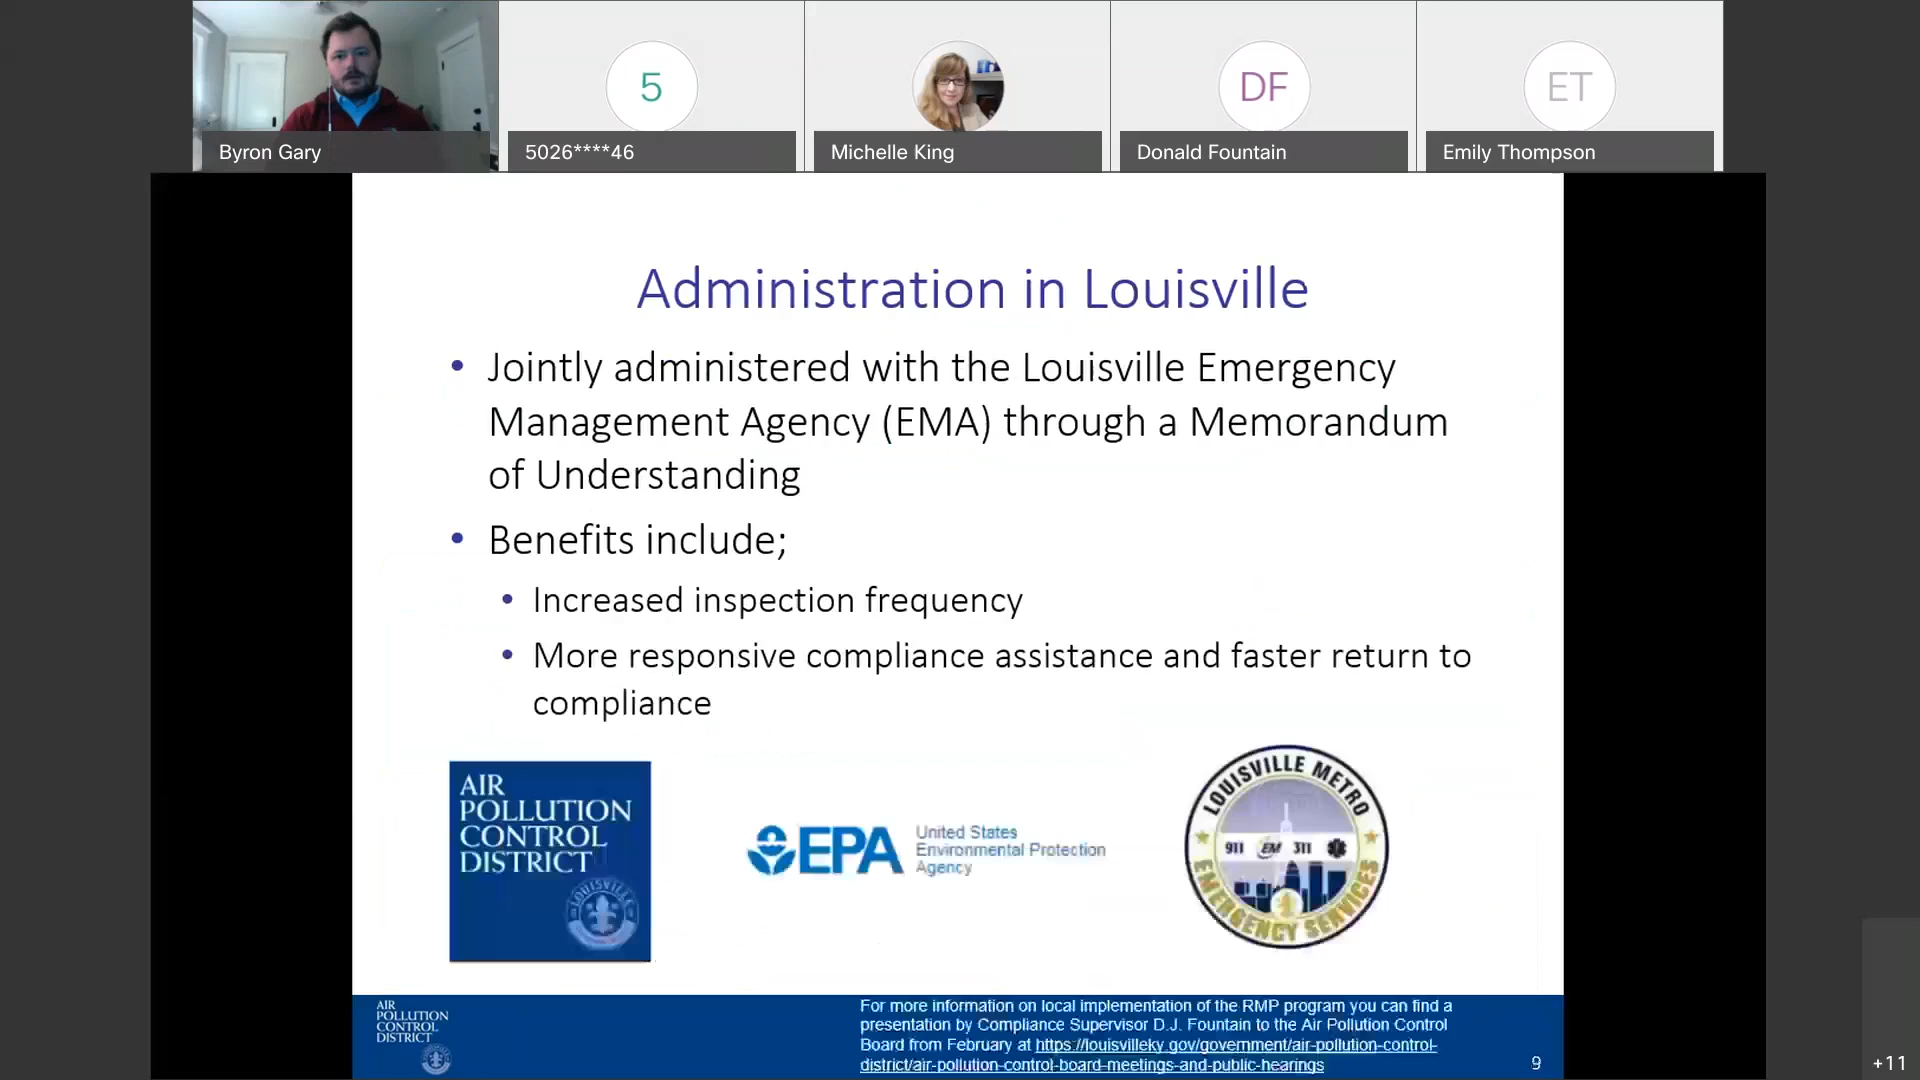 5
DF
ET
Byron Gary
5026****46
Michelle King
Donald Fountain
Emily Thompson
Administration in Louisville
• Jointly administered with the Louisville Emergency
Management Agency (EMA) through a Memorandum
of Understanding
• Benefits include;
• Increased inspection frequency
• More responsive compliance assistance and faster return to
compliance
AIR
POLLUTION
CONTROL
DISTRICT
LOUISVILLE
EPA
United States
Environmental Protection
Agency
LOUISVILLE METRO
911 EM 311
EMERGENCY SERVICES
AIR
POLLUTION
CONTROL
DISTRICT
For more information on local implementation of the RMP program you can find a
presentation by Compliance Supervisor D.J. Fountain to the Air Pollution Control
Board from February at https://louisvilleky.gov/government/air-pollution-control-
district/air-pollution-control-board-meetings-and-public-hearings
9
+11